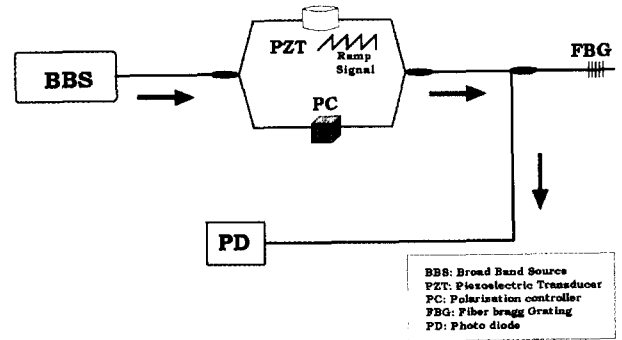 PZT
Ramp
Signal
FBG
BBS
PC
PD
BBS: Broad Band Source
PZT: Piezoelectric Transducer
PC: Polarisation controller
FBG: Fiber bragg Grating
PD: Photo diode